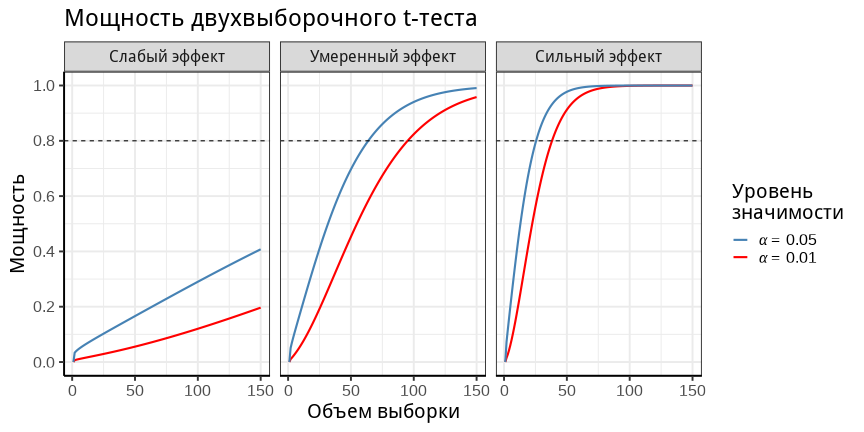 Мощность двухвыборочного t-теста
Слабый эффект
Умеренный эффект
Сильный эффект
Мощность
1.0
0.8
0.6
0.4
0.2
0.0
0 50 100 150
0 50 100 150
0 50 100 150
Объем выборки
Уровень
значимости
α = 0.05
α = 0.01